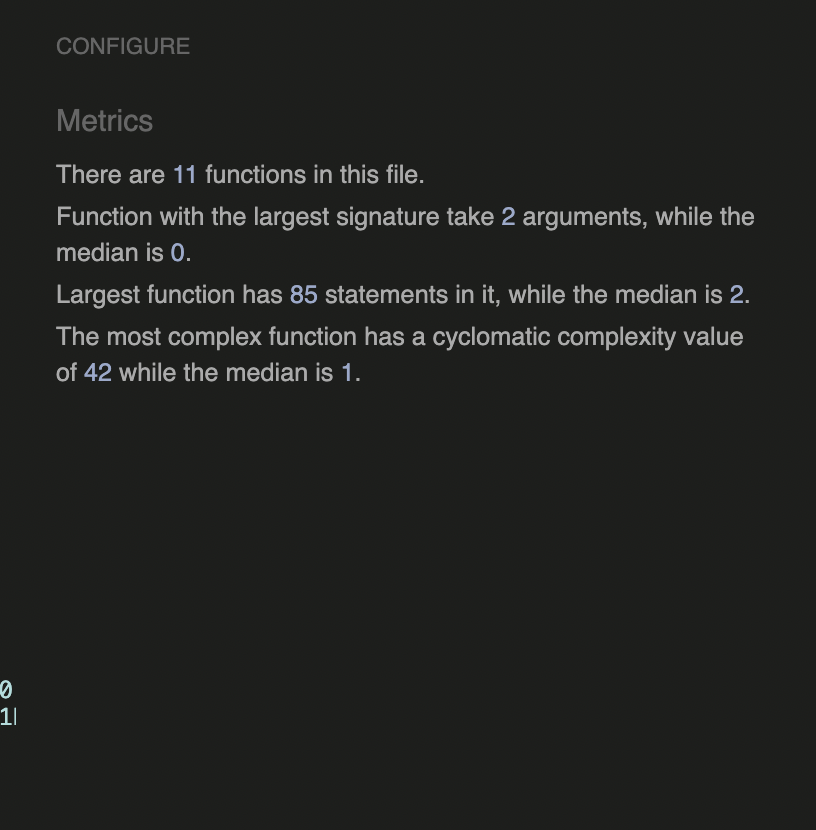 CONFIGURE
Metrics
There are 11 functions in this file.
Function with the largest signature take 2 arguments, while the
median is 0.
Largest function has 85 statements in it, while the median is 2.
The most complex function has a cyclomatic complexity value
of 42 while the median is 1.
0
1